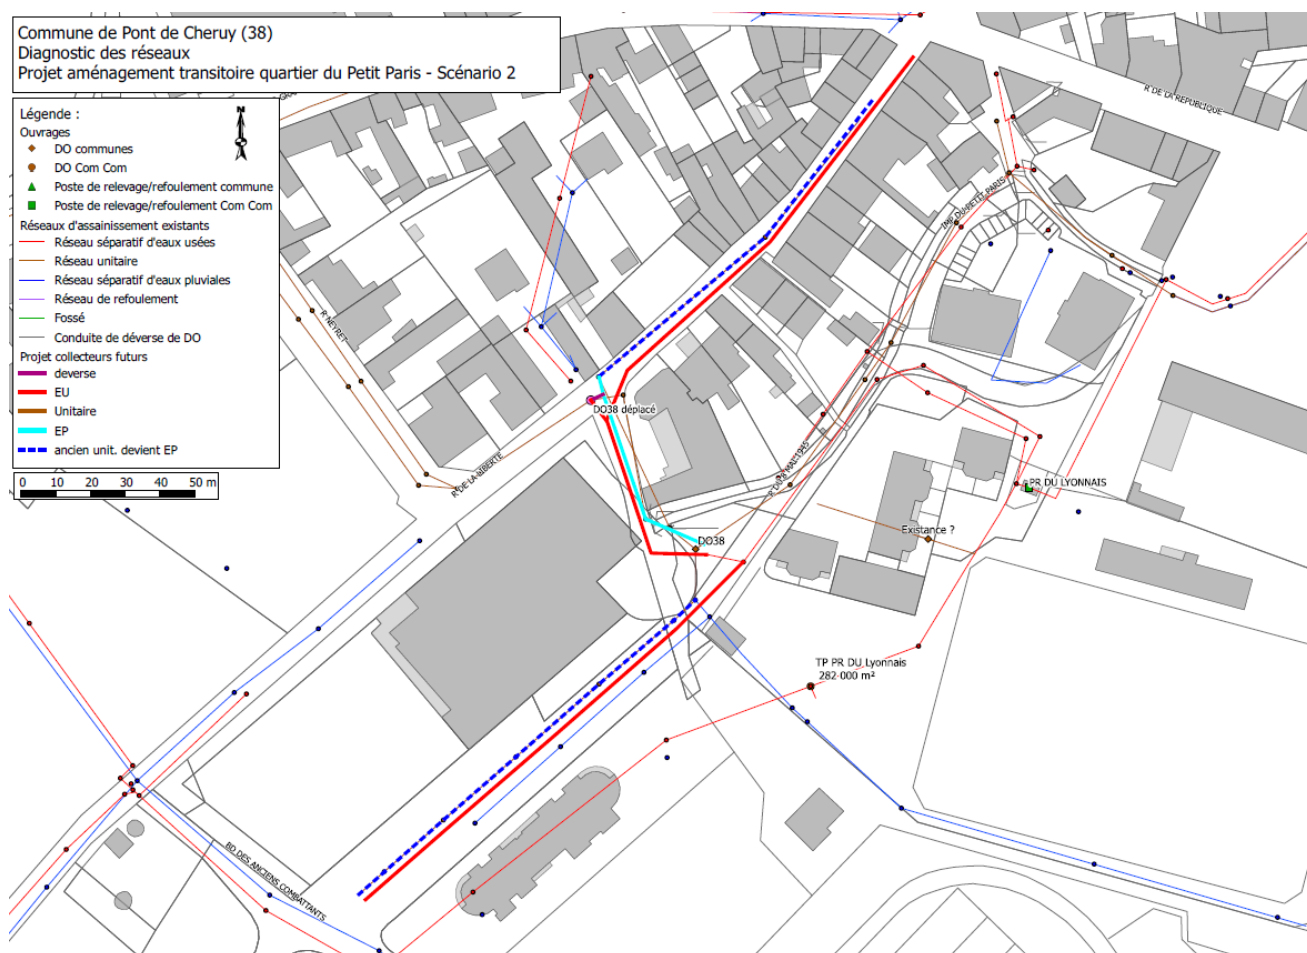 Commune de Pont de Cheruy (38)
Diagnostic des réseaux
Projet aménagement transitoire quartier du Petit Paris - Scénario 2
Légende :
N
Ouvrages
DO communes
DO Com Com
Poste de relevage/refoulement commune
Poste de relevage/refoulement Com Com
Réseaux d'assainissement existants
Réseau séparatif d'eaux usées
Réseau unitaire
Réseau séparatif d'eaux pluviales
Réseau de refoulement
Fossé
Conduite de déverse de DO
Projet collecteurs futurs
deverse
EU
Unitaire
EP
ancien unit. devient EP
0 10 20 30 40 50 m
R DE LA REPUBLIQUE
IMP DU PETIT PARIS
R NEYRET
DO38 déplacé
R DE LA LIBERTE
R DU 8 MAI 1945
PR DU LYONNAIS
Existance ?
DO38
TP PR DU Lyonnais
282 000 m²
BD DES ANCIENS COMBATTANTS